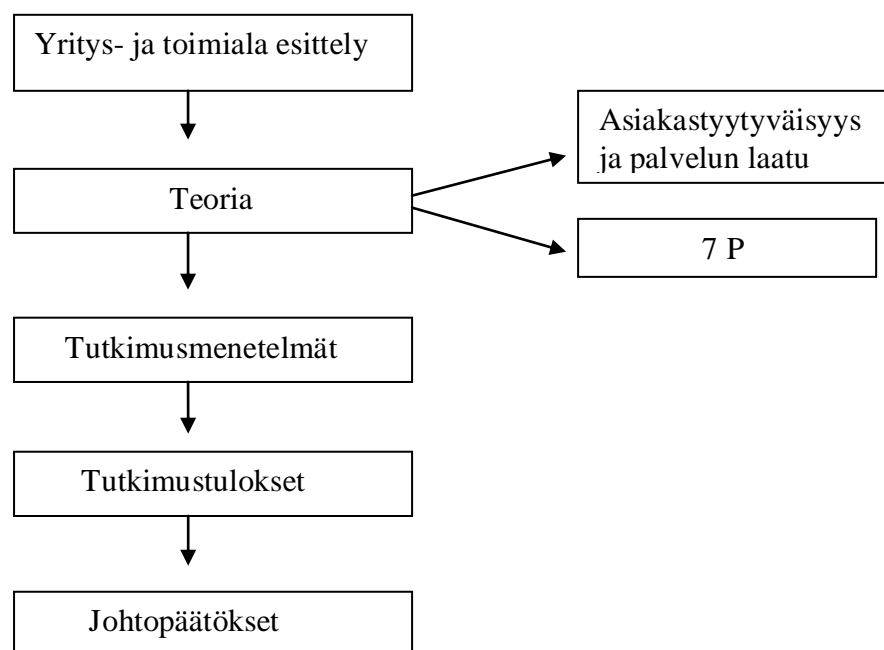 Yritys- ja toimiala esittely
Asiakastyytyväisyys
ja palvelun laatu
Teoria
7 P
Tutkimusmenetelmät
Tutkimustulokset
Johtopäätökset